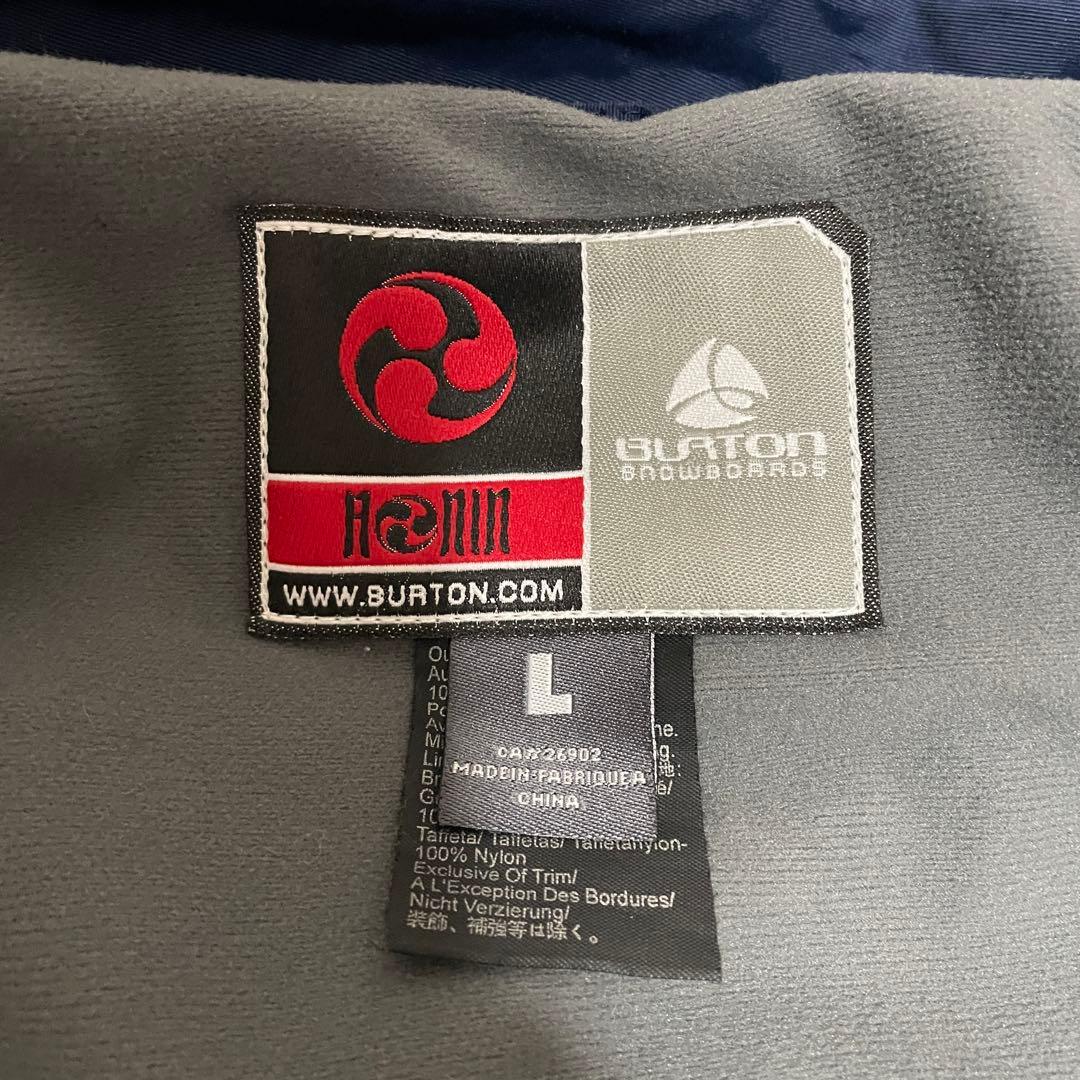 RONIN
WWW.BURTON.COM
BURTON
SNOWBOARDS
L
CA# 26902
MADE IN·FABRIQUE A
CHINA
Taffeta/ Taffetas/ Taffetanylon-
100% Nylon
Exclusive Of Trim/
A L'Exception Des Bordures/
Nicht Verzierung/
装飾、補強等は除く。